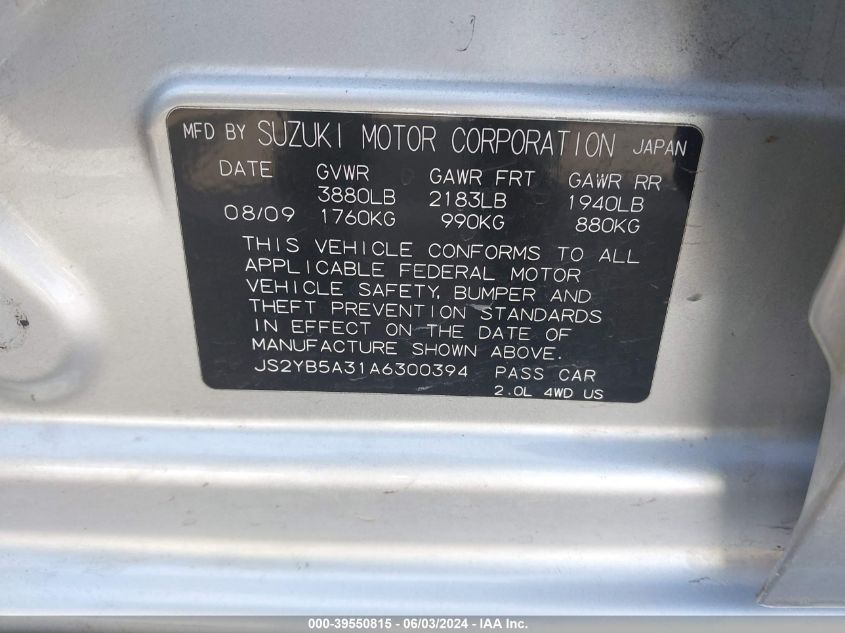 MFD BY SUZUKI MOTOR CORPORATION JAPAN
DATE GVWR GAWR FRT GAWR RR
3880LB 2183LB 1940LB
08/09 1760KG 990KG 880KG
THIS VEHICLE CONFORMS TO ALL
APPLICABLE FEDERAL MOTOR
VEHICLE SAFETY, BUMPER AND
THEFT PREVENTION STANDARDS
IN EFFECT ON THE DATE OF
MANUFACTURE SHOWN ABOVE.
JS2YB5A31A6300394 PASS CAR
2.0L 4WD US
000-39550815 - 06/03/2024 - IAA Inc.